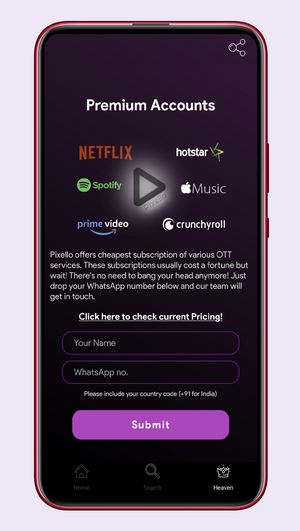 Premium Accounts
NETFLIX hotstar
Spotify Music
prime video crunchyroll
Pixello offers cheapest subscription of various OTT
services. These subscriptions usually cost a fortune but
wait! There's no need to bang your head anymore! Just
drop your WhatsApp number below and our team will
get in touch.
Click here to check current Pricing!
Your Name
WhatsApp no.
Please include your country code (+91 for India)
Submit
Home Search Heaven